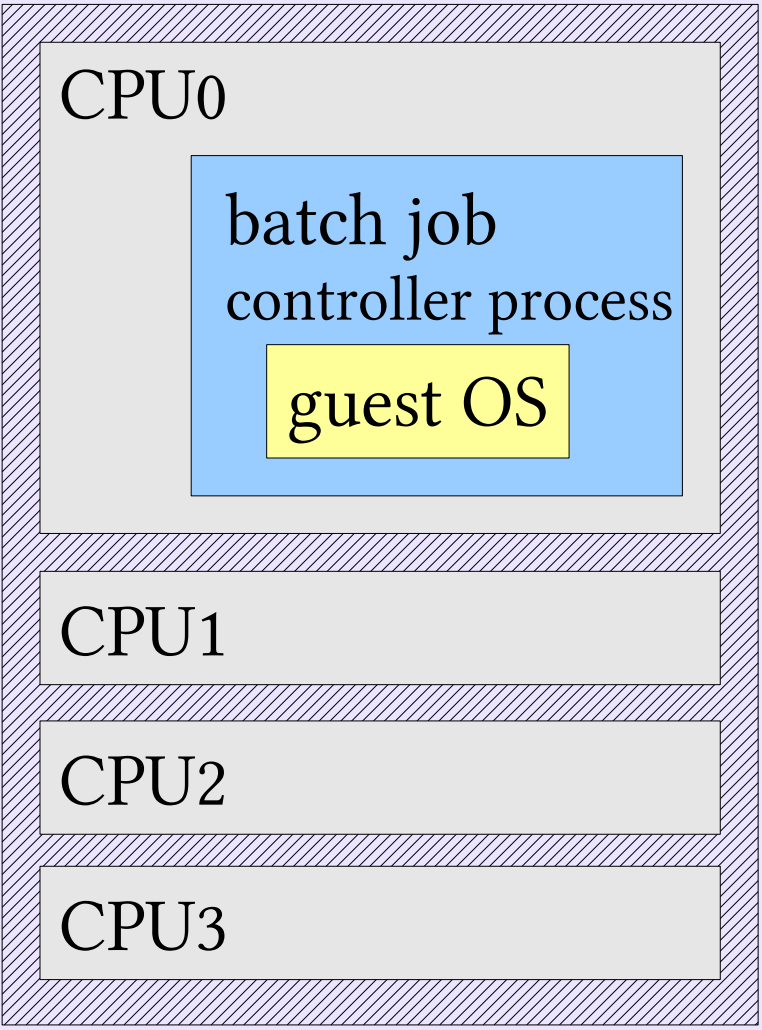 CPU0
batch job
controller process
guest OS
CPU1
CPU2
CPU3